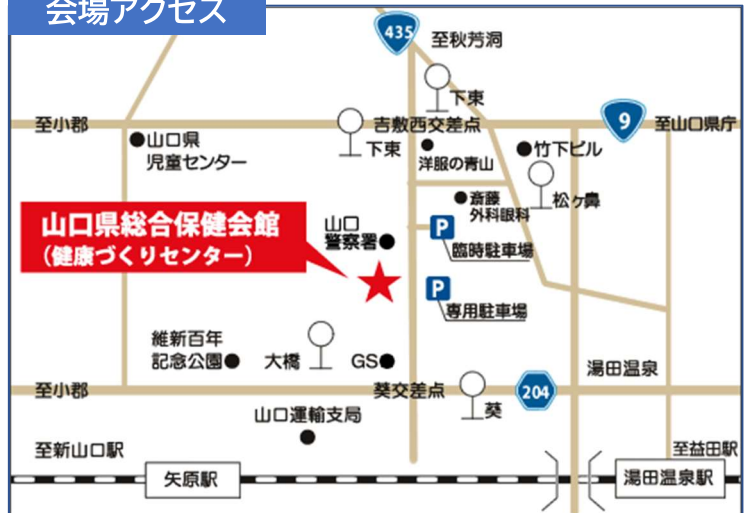 会場アクセス
435
至秋芳洞
下東
至小郡
吉敷西交差点
9
至山口県庁
山口県
児童センター
下東
洋服の青山
竹下ビル
斎藤
外科眼科
松ヶ鼻
山口県総合保健会館
(健康づくりセンター)
山口
警察署
P
臨時駐車場
P
専用駐車場
維新百年
記念公園
大橋
GS
湯田温泉
至小郡
葵交差点
葵
204
山口運輸支局
至新山口駅
至益田駅
矢原駅
湯田温泉駅